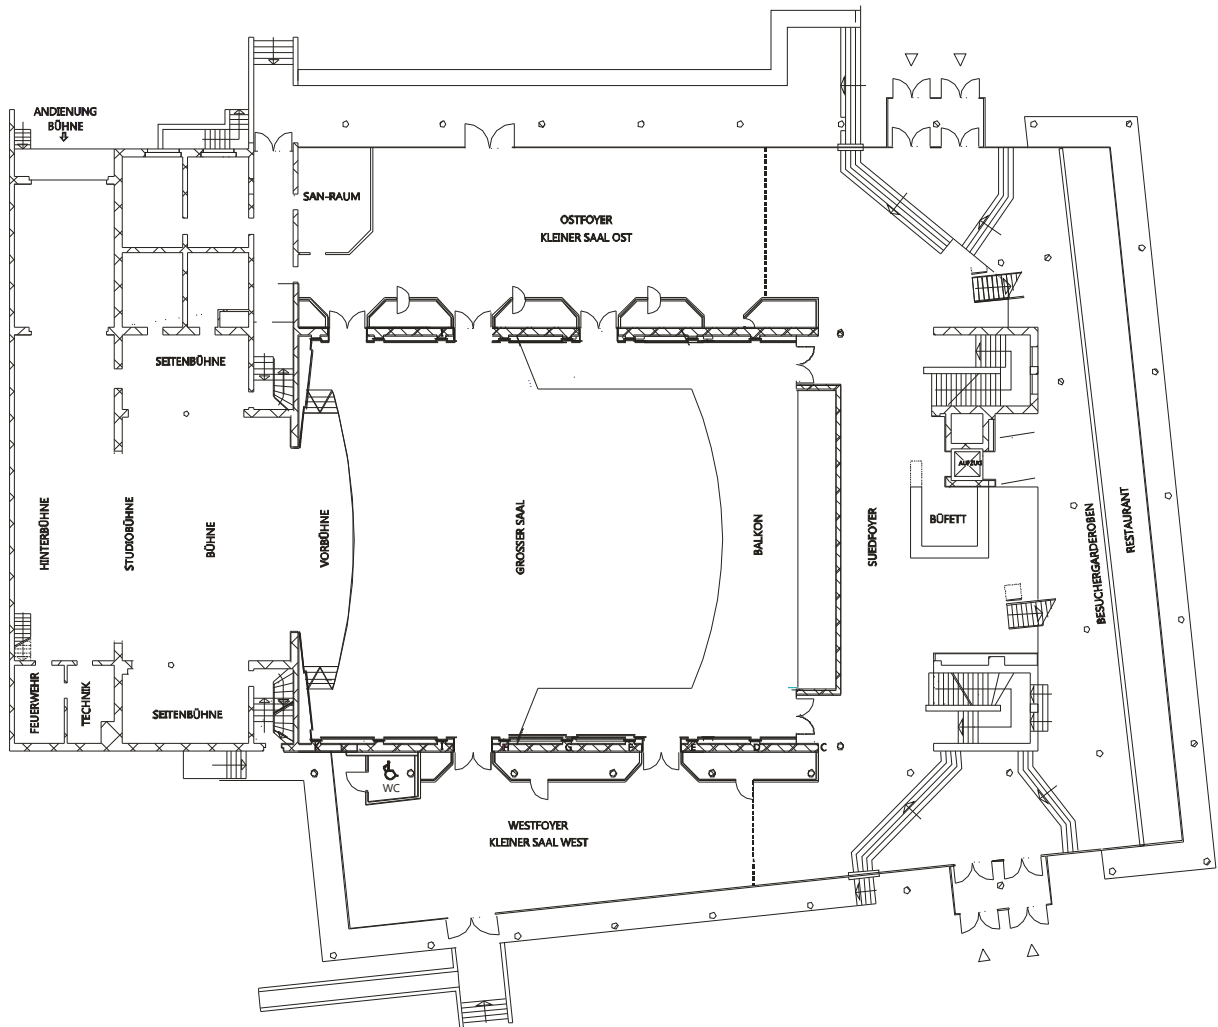 ANDIENUNG
BÜHNE
SAN-RAUM
OSTFOYER
KLEINER SAAL OST
SEITENBÜHNE
HINTERBÜHNE
STUDIOBÜHNE
BÜHNE
VORBÜHNE
GROSSER SAAL
BALKON
SUEDFOYER
AUFZUG
BÜFETT
BESUCHERGARDEROBEN
RESTAURANT
FEUERWEHR
TECHNIK
SEITENBÜHNE
G
F
E
D
C
WC
WESTFOYER
KLEINER SAAL WEST